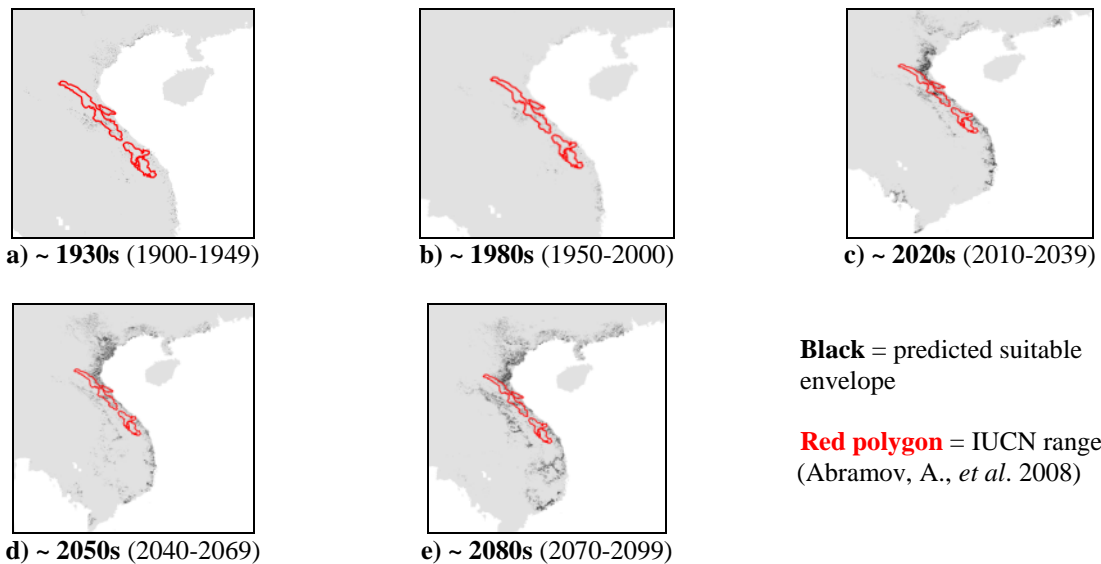 a) ~ 1930s (1900-1949)
b) ~ 1980s (1950-2000)
c) ~ 2020s (2010-2039)
d) ~ 2050s (2040-2069)
e) ~ 2080s (2070-2099)
Black = predicted suitable
envelope
Red polygon = IUCN range
(Abramov, A., et al. 2008)